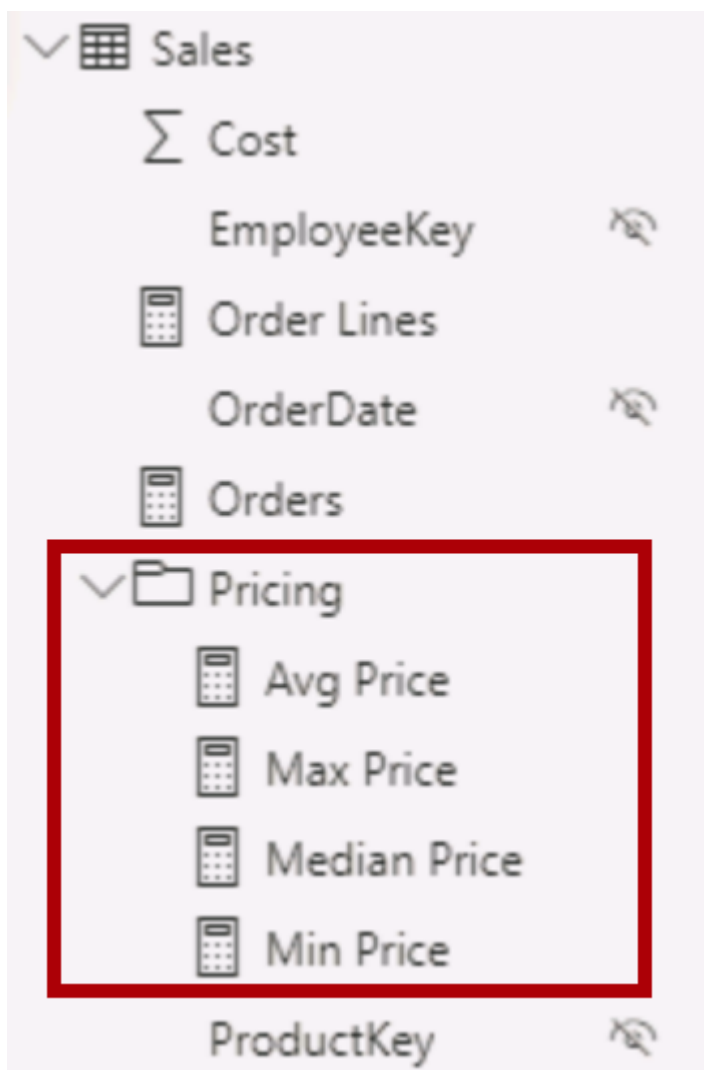 Sales
Cost
EmployeeKey
Order Lines
OrderDate
Orders
Pricing
Avg Price
Max Price
Median Price
Min Price
ProductKey